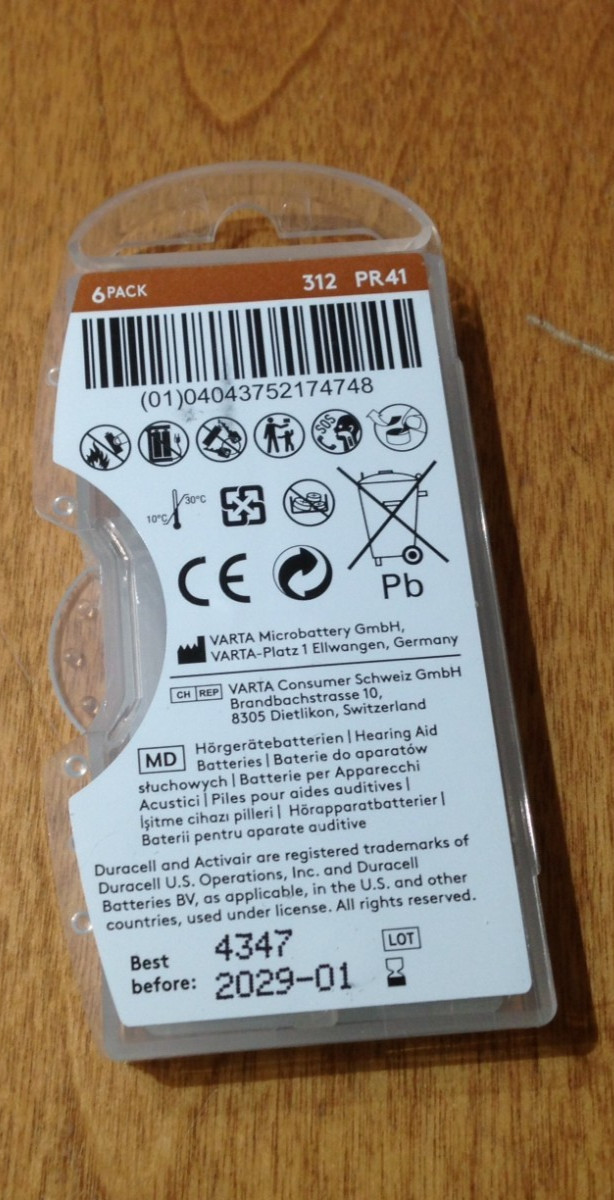 6PACK 312 PR41
(01)04043752174748
SOS
10°C 30°C
CE
Pb
VARTA Microbattery GmbH,
VARTA-Platz 1 Ellwangen, Germany
CH REP VARTA Consumer Schweiz GmbH
Brandbachstrasse 10,
8305 Dietlikon, Switzerland
MD Hörgerätebatterien | Hearing Aid
Batteries | Baterie do aparatów
słuchowych | Batterie per Apparecchi
Acustici | Piles pour aides auditives |
İşitme cihazı pilleri | Hörapparatbatterier |
Baterii pentru aparate auditive
Duracell and Activair are registered trademarks of
Duracell U.S. Operations, Inc. and Duracell
Batteries BV, as applicable, in the U.S. and other
countries, used under license. All rights reserved.
4347 LOT
Best
before: 2029-01